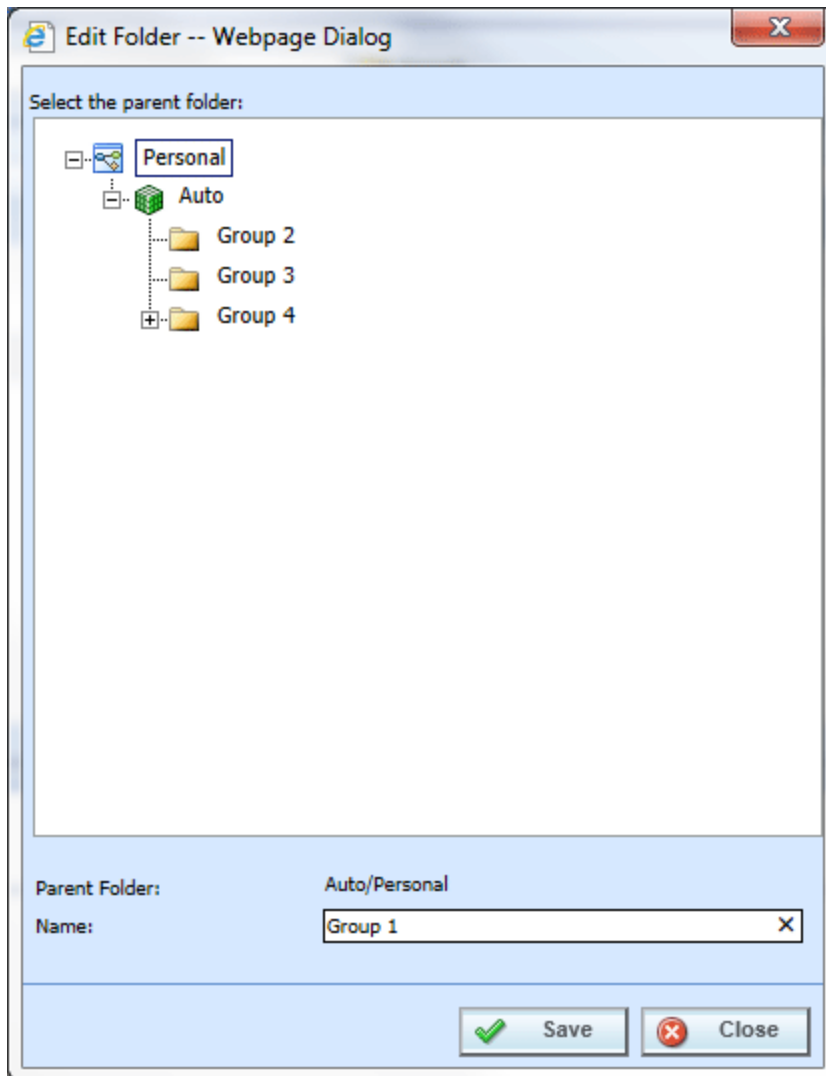 Edit Folder -- Webpage Dialog
Select the parent folder:
Personal
Auto
Group 2
Group 3
Group 4
Parent Folder: Auto/Personal
Name: Group 1
Save Close